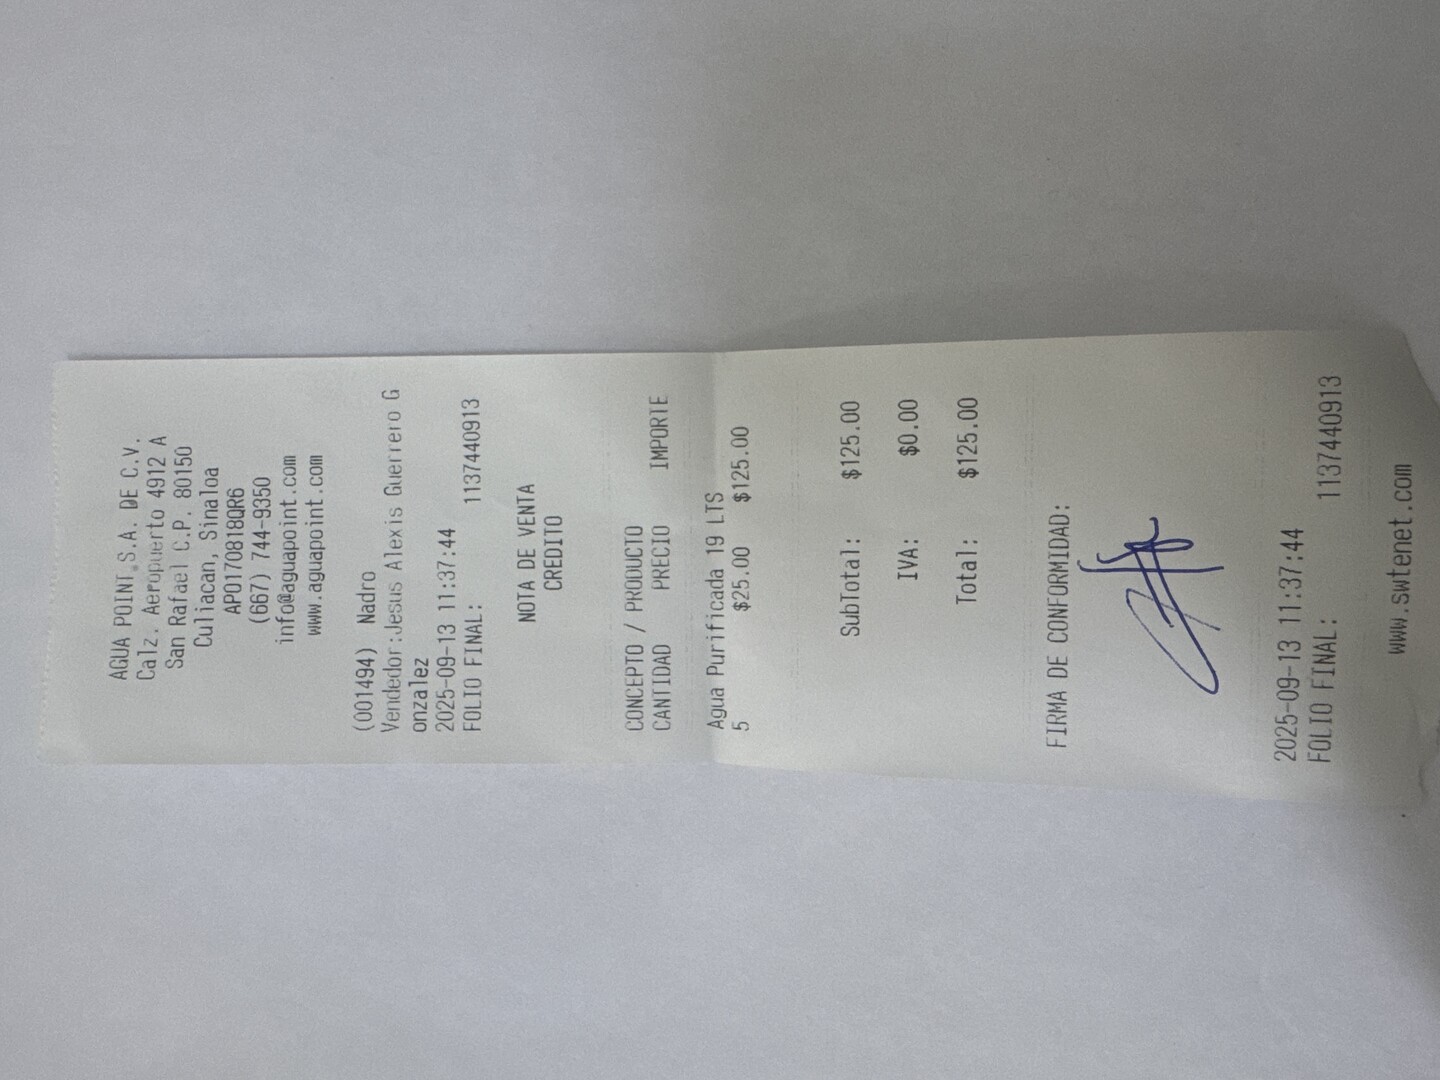 AGUA POINT S.A. DE C.V.
Calz. Aeropuerto 4912 A
San Rafael C.P. 80150
Culiacan, Sinaloa
APO170818QR6
(667) 744-9350
info@aguapoint.com
www.aguapoint.com
(001494) Nadro
Vendedor:Jesus Alexis Guerrero G
onzalez
2025-09-13 11:37:44
FOLIO FINAL: 1137440913
NOTA DE VENTA
CREDITO
CONCEPTO / PRODUCTO
CANTIDAD PRECIO IMPORTE
Agua Purificada 19 LTS
5 $25.00 $125.00
SubTotal: $125.00
IVA: $0.00
Total: $125.00
FIRMA DE CONFORMIDAD:
2025-09-13 11:37:44
FOLIO FINAL: 1137440913
www.swtenet.com